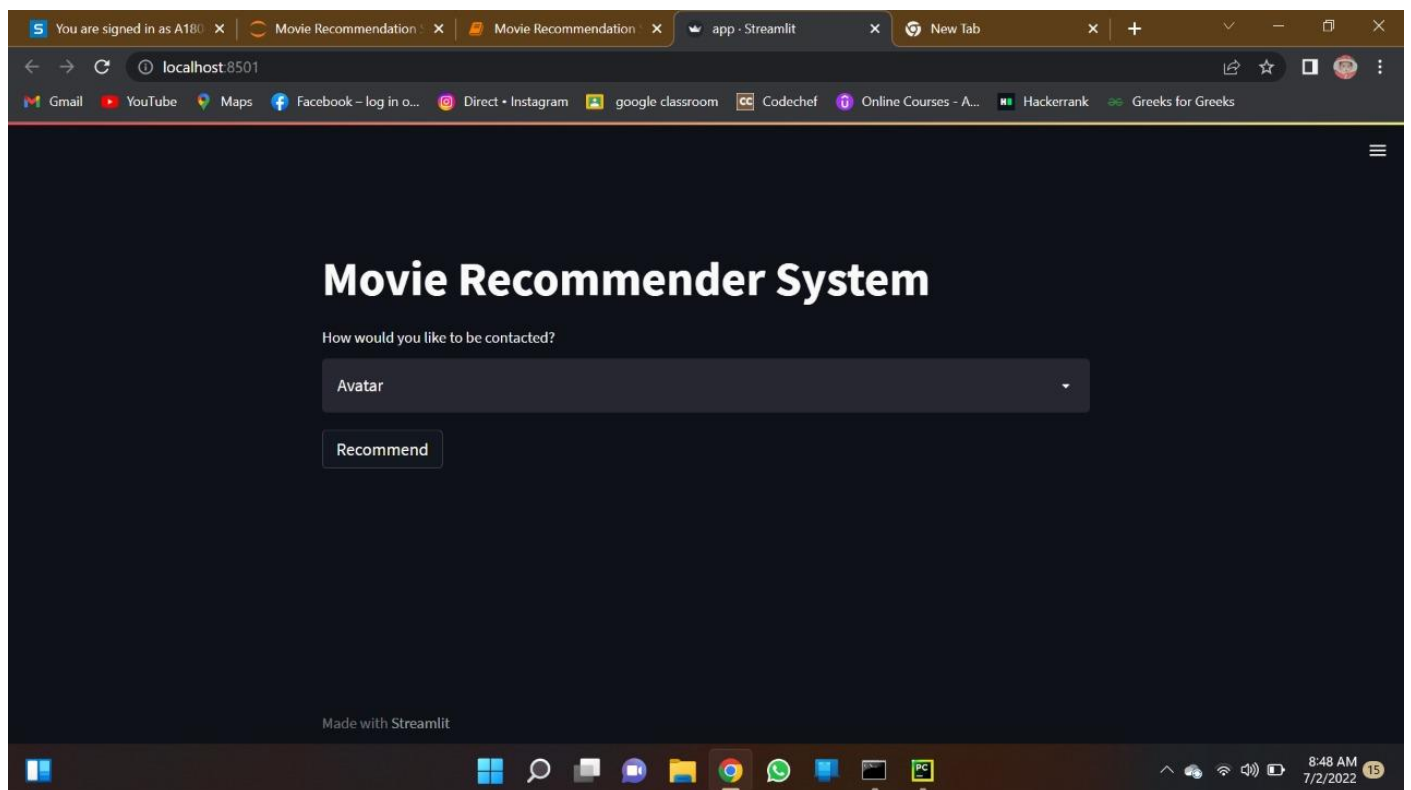 You are signed in as A180
Movie Recommendation S
Movie Recommendation S
app · Streamlit
New Tab
localhost:8501
Gmail
YouTube
Maps
Facebook – log in o...
Direct • Instagram
google classroom
CC
Codechef
Online Courses - A...
Hackerrank
Greeks for Greeks
Movie Recommender System
How would you like to be contacted?
Avatar
Recommend
Made with Streamlit
PC
8:48 AM
7/2/2022
15